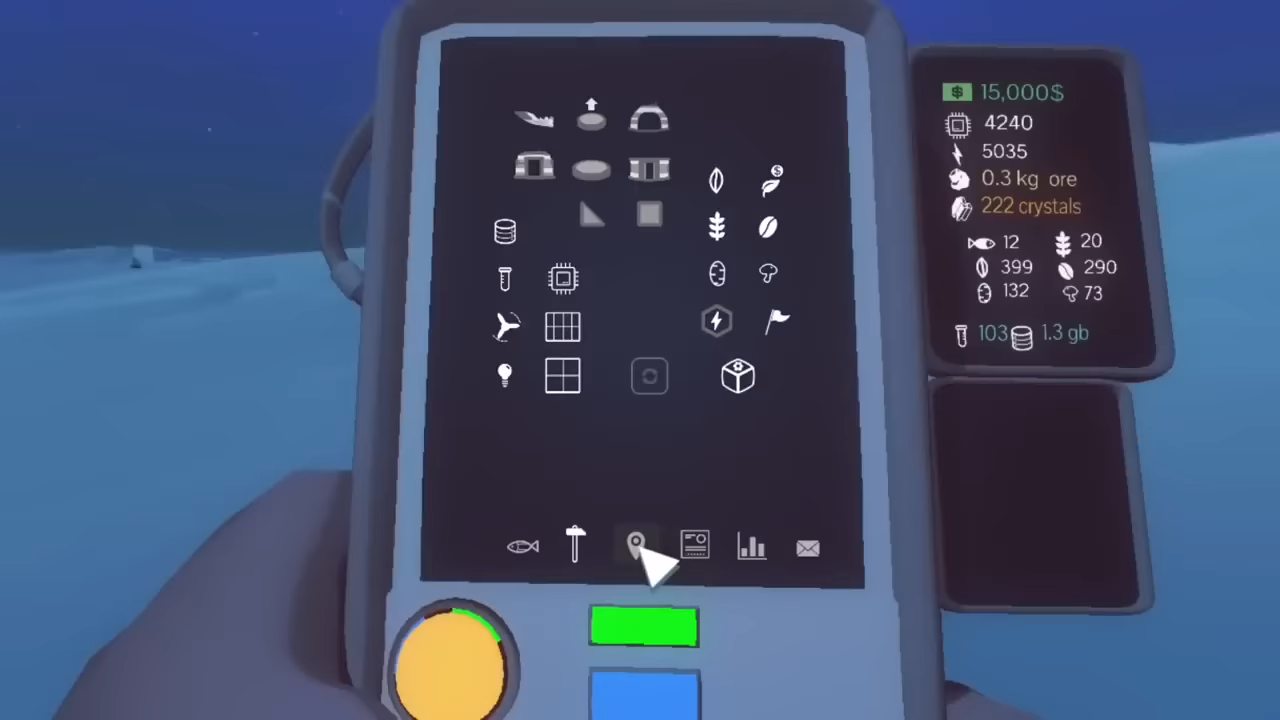 $ 15,000$
4240
5035
0.3 kg ore
222 crystals
12 20
399 290
132 73
103 1.3 gb
$